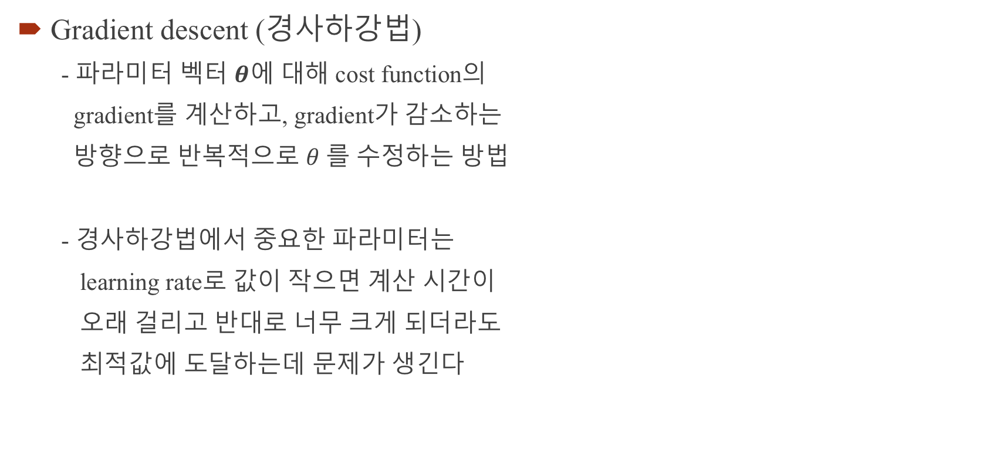 Gradient descent (경사하강법)
- 파라미터 벡터 θ에 대해 cost function의
gradient를 계산하고, gradient가 감소하는
방향으로 반복적으로 θ 를 수정하는 방법
- 경사하강법에서 중요한 파라미터는
learning rate로 값이 작으면 계산 시간이
오래 걸리고 반대로 너무 크게 되더라도
최적값에 도달하는데 문제가 생긴다